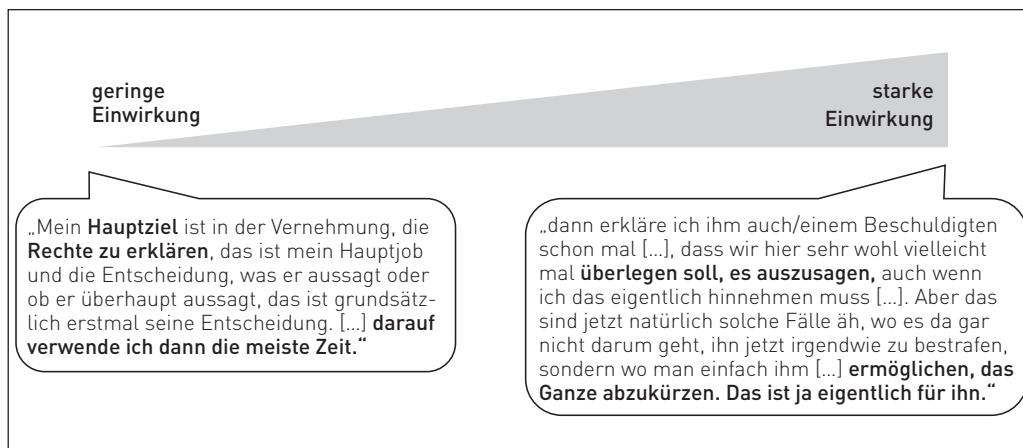 geringe
Einwirkung
starke
Einwirkung
„Mein Hauptziel ist in der Vernehmung, die
Rechte zu erklären, das ist mein Hauptjob
und die Entscheidung, was er aussagt oder
ob er überhaupt aussagt, das ist grundsätz-
lich erstmal seine Entscheidung. […] darauf
verwende ich dann die meiste Zeit.“
„dann erkläre ich ihm auch/einem Beschuldigten
schon mal […], dass wir hier sehr wohl vielleicht
mal überlegen soll, es auszusagen, auch wenn
ich das eigentlich hinnehmen muss […]. Aber das
sind jetzt natürlich solche Fälle äh, wo es da gar
nicht darum geht, ihn jetzt irgendwie zu bestrafen,
sondern wo man einfach ihm […] ermöglichen, das
Ganze abzukürzen. Das ist ja eigentlich für ihn.“